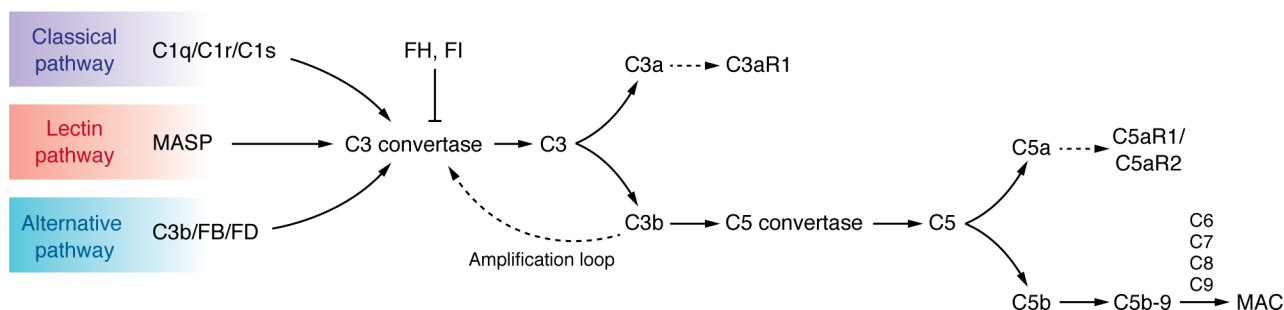 Classical
pathway
C1q/C1r/C1s
FH, FI
C3a
C3aR1
Lectin
pathway
MASP
C3 convertase
C3
C5a
C5aR1/
C5aR2
Alternative
pathway
C3b/FB/FD
Amplification loop
C3b
C5 convertase
C5
C6
C7
C8
C9
C5b
C5b-9
MAC